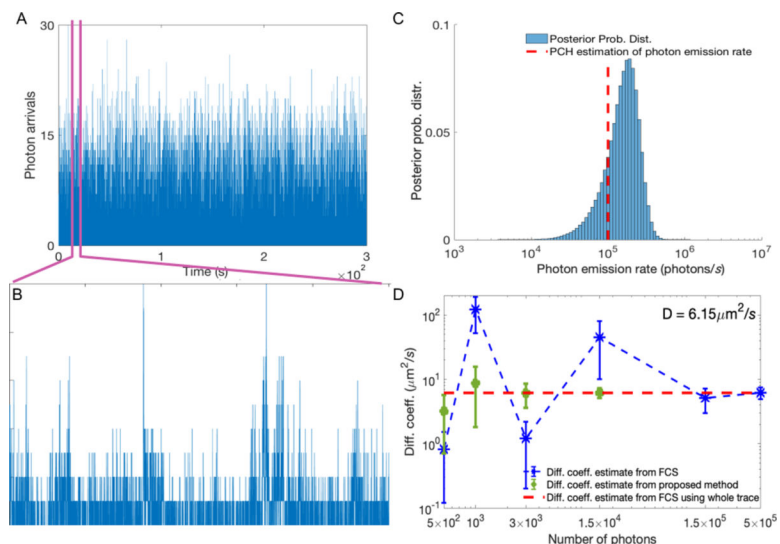 A
30
15
0
Photon arrivals
0
1
2
3
Time (s)
×10²
B
C
Posterior Prob. Dist.
PCH estimation of photon emission rate
0.1
0.05
0
Posterior prob. distr.
10³
10⁴
10⁵
10⁶
10⁷
Photon emission rate (photons/s)
D
D = 6.15μm²/s
10²
10¹
10⁰
10⁻¹
Diff. coeff. (μm²/s)
Diff. coeff. estimate from FCS
Diff. coeff. estimate from proposed method
Diff. coeff. estimate from FCS using whole trace
5×10²
10³
3×10³
1.5×10⁴
1.5×10⁵
5×10⁵
Number of photons